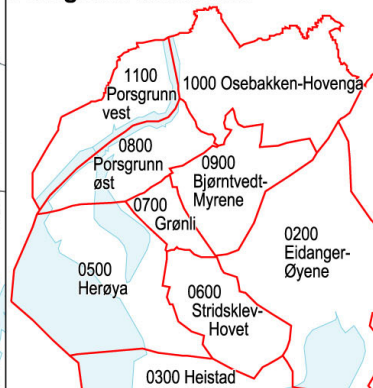 1100
Porsgrunn
vest
1000 Osebakken-Hovenga
0800
Porsgrunn
øst
0900
Bjørntvedt-
Myrene
0700
Grønli
0200
Eidanger-
Øyene
0500
Herøya
0600
Stridsklev-
Hovet
0300 Heistad